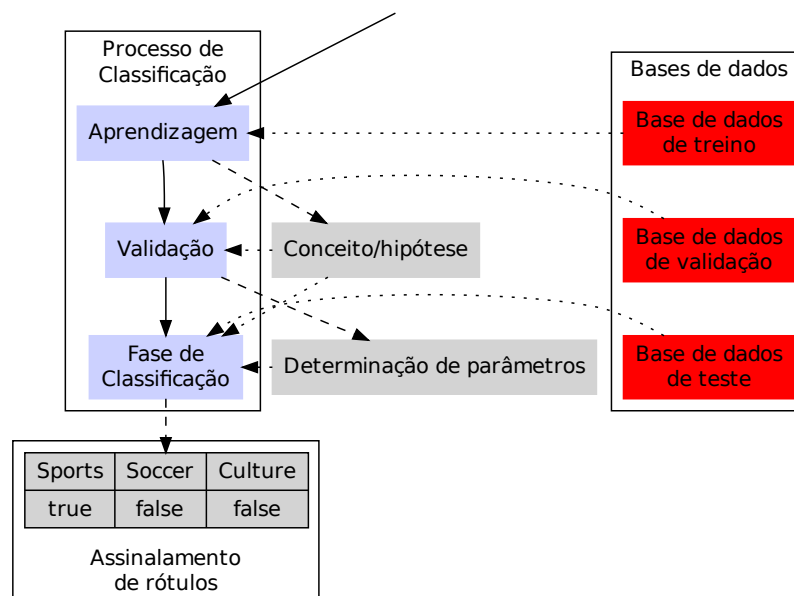 Processo de
Classificação
Aprendizagem
Validação
Fase de
Classificação
Conceito/hipótese
Determinação de parâmetros
Bases de dados
Base de dados
de treino
Base de dados
de validação
Base de dados
de teste
Sports Soccer Culture
true false false
Assinalamento
de rótulos